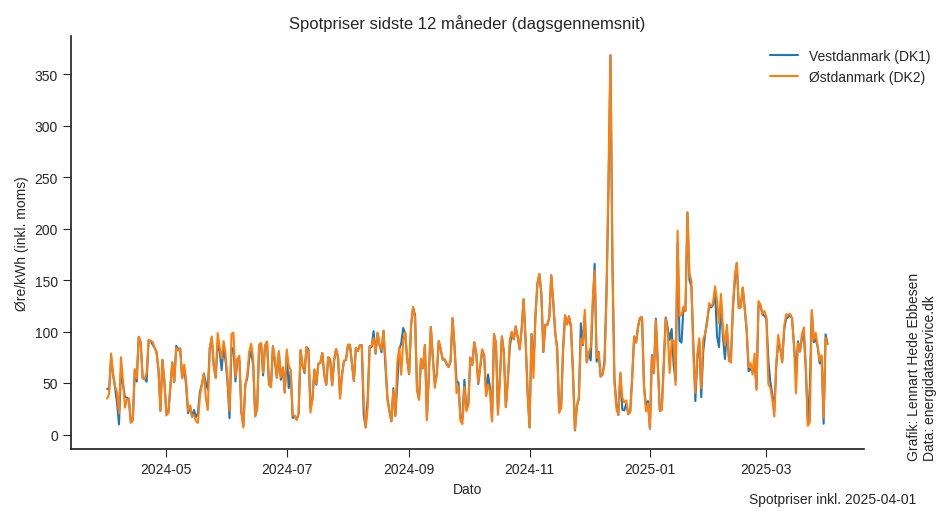 Spotpriser sidste 12 måneder (dagsgennemsnit)
Vestdanmark (DK1)
Østdanmark (DK2)
Øre/kWh (inkl. moms)
350
300
250
200
150
100
50
0
2024-05
2024-07
2024-09
2024-11
2025-01
2025-03
Dato
Grafik: Lennart Hede Ebbesen
Data: energidataservice.dk
Spotpriser inkl. 2025-04-01